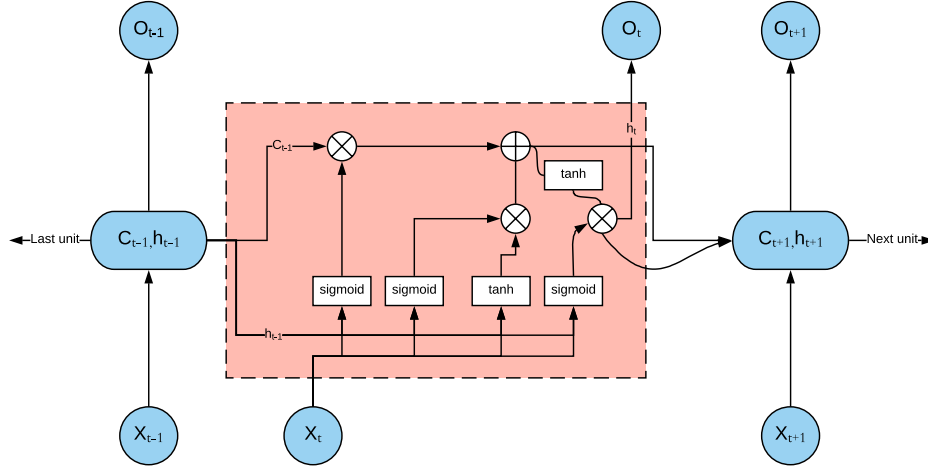 Oₜ₋₁
Oₜ
Oₜ₊₁
hₜ
Cₜ₋₁
tanh
Last unit
Cₜ₋₁,hₜ₋₁
Cₜ₊₁,hₜ₊₁
Next unit
sigmoid
sigmoid
tanh
sigmoid
hₜ₋₁
Xₜ₋₁
Xₜ
Xₜ₊₁